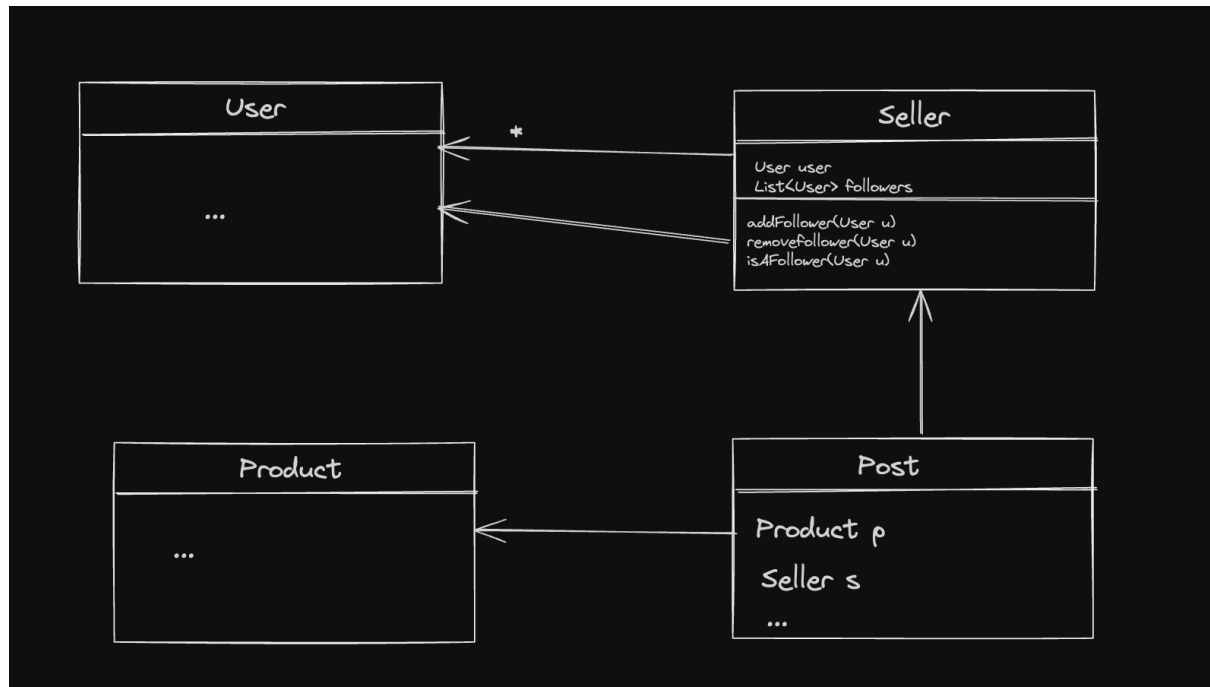 User
...
*
Seller
User user
List<User> followers
addFollower(User u)
removefollower(User u)
isAFollower(User u)
Product
...
Post
Product p
Seller s
...